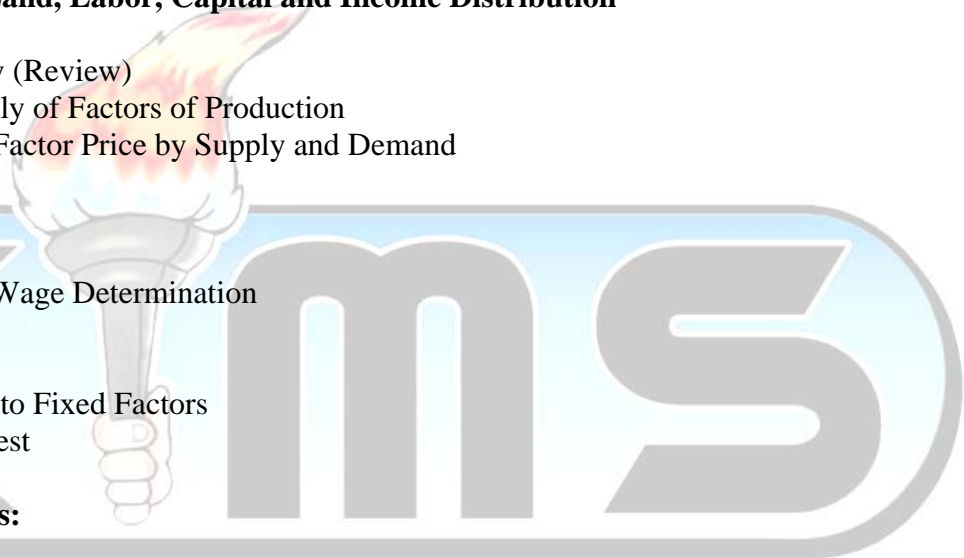 and, Labor, Capital and Income Distribution
(Review)
ly of Factors of Production
Factor Price by Supply and Demand
Wage Determination
to Fixed Factors
est
s:
MS